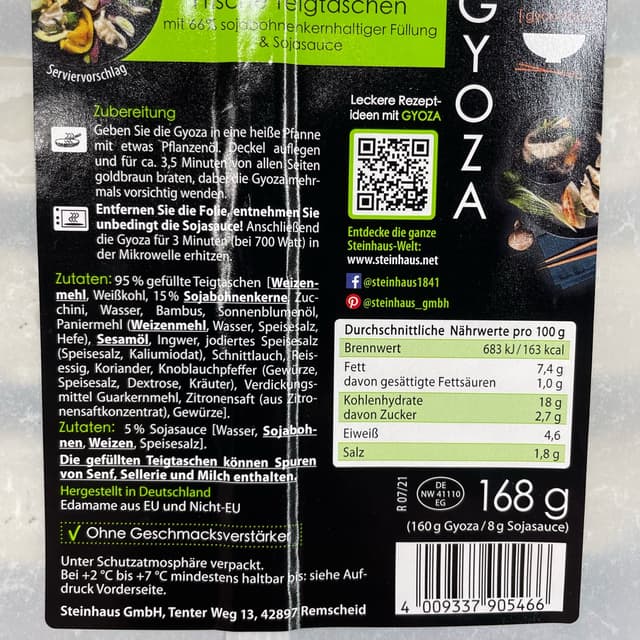 Frische Teigtaschen
mit 66% sojabohnenkernhaltiger Füllung
& Sojasauce
Serviervorschlag
GYOZA
Zubereitung
Geben Sie die Gyoza in eine heiße Pfanne
mit etwas Pflanzenöl. Deckel auflegen
und für ca. 3,5 Minuten von allen Seiten
goldbraun braten, dabei die Gyoza mehr-
mals vorsichtig wenden.
Entfernen Sie die Folie, entnehmen Sie
unbedingt die Sojasauce! Anschließend
die Gyoza für 3 Minuten (bei 700 Watt) in
der Mikrowelle erhitzen.
Leckere Rezept-
ideen mit GYOZA
Entdecke die ganze
Steinhaus-Welt:
www.steinhaus.net
@steinhaus1841
@steinhaus_gmbh
Zutaten: 95 % gefüllte Teigtaschen [Weizen-
mehl, Weißkohl, 15 % Sojabohnenkerne, Zuc-
chini, Wasser, Bambus, Sonnenblumenöl,
Paniermehl (Weizenmehl, Wasser, Speisesalz,
Hefe), Sesamöl, Ingwer, jodiertes Speisesalz
(Speisesalz, Kaliumiodat), Schnittlauch, Reis-
essig, Koriander, Knoblauchpfeffer (Gewürze,
Speisesalz, Dextrose, Kräuter), Verdickungs-
mittel Guarkernmehl, Zitronensaft (aus Zitro-
nensaftkonzentrat), Gewürze].
Zutaten: 5 % Sojasauce [Wasser, Sojaboh-
nen, Weizen, Speisesalz].
Die gefüllten Teigtaschen können Spuren
von Senf, Sellerie und Milch enthalten.
Hergestellt in Deutschland
Edamame aus EU und Nicht-EU
√ Ohne Geschmacksverstärker
Unter Schutzatmosphäre verpackt.
Bei +2 °C bis +7 °C mindestens haltbar bis: siehe Auf-
druck Vorderseite.
Steinhaus GmbH, Tenter Weg 13, 42897 Remscheid
Durchschnittliche Nährwerte pro 100 g
Brennwert 683 kJ / 163 kcal
Fett 7,4 g
davon gesättigte Fettsäuren 1,0 g
Kohlenhydrate 18 g
davon Zucker 2,7 g
Eiweiß 4,6
Salz 1,8 g
R 07/21
DE
NW 41110
EG
168 g
(160 g Gyoza / 8 g Sojasauce)
4 009337 905466